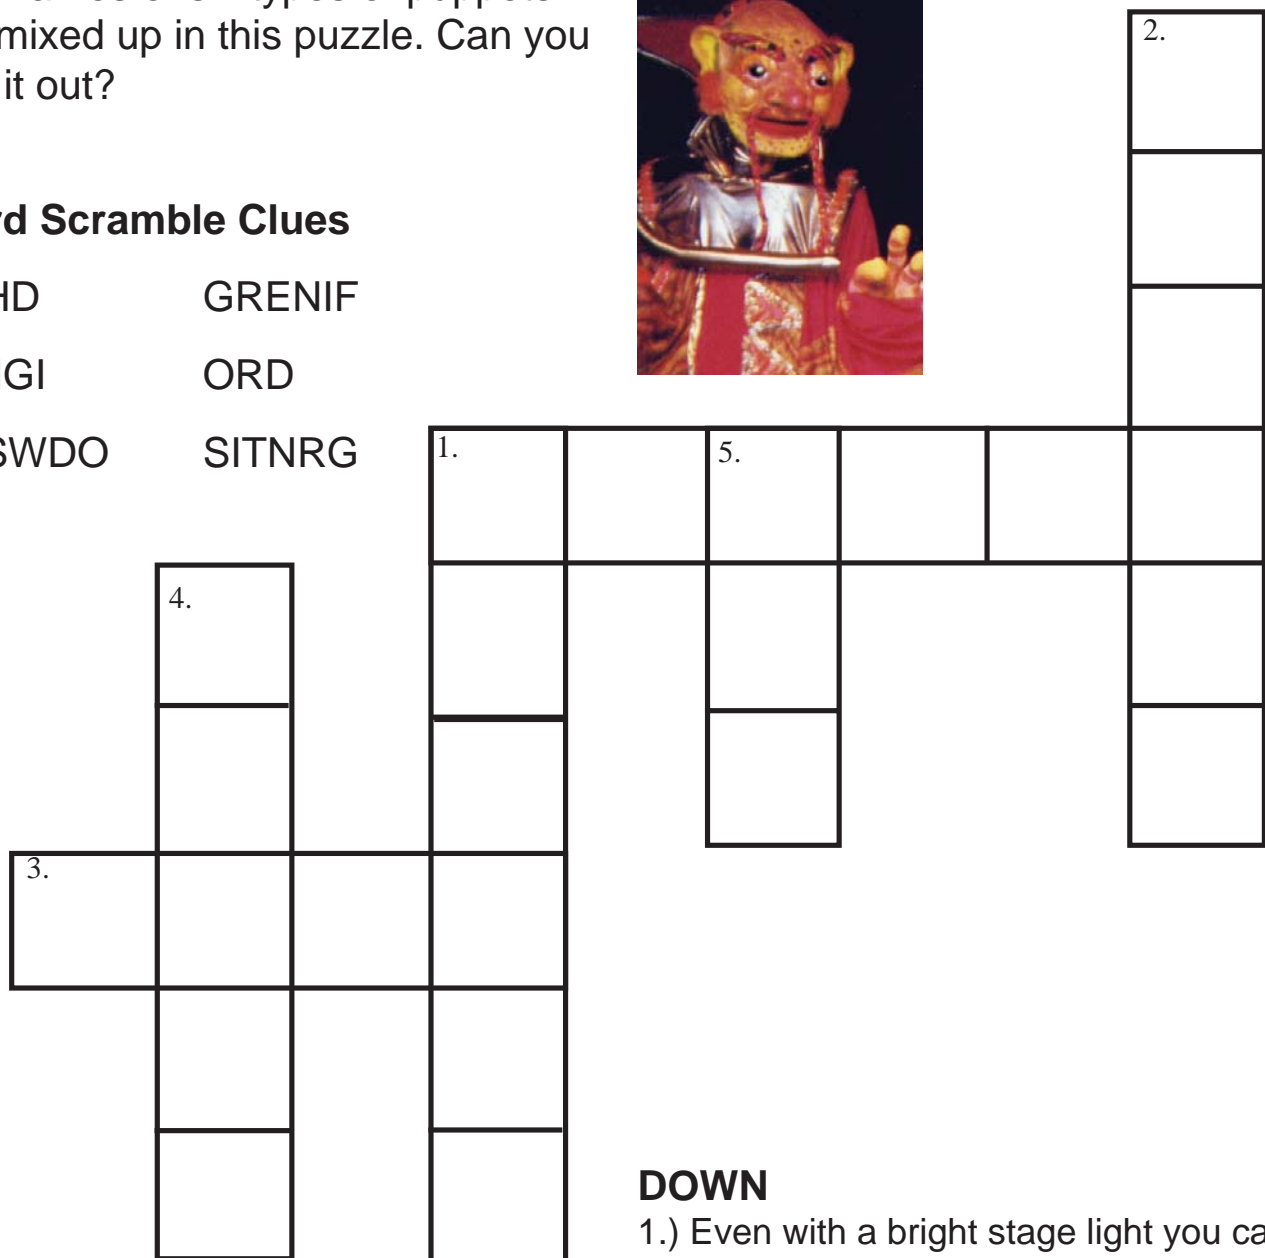 mixed up in this puzzle. Can you
it out?
rd Scramble Clues
HD GRENIF
GI ORD
SWDO SITNRG
2.
1.
5.
4.
3.
DOWN
1.) Even with a bright stage light you ca